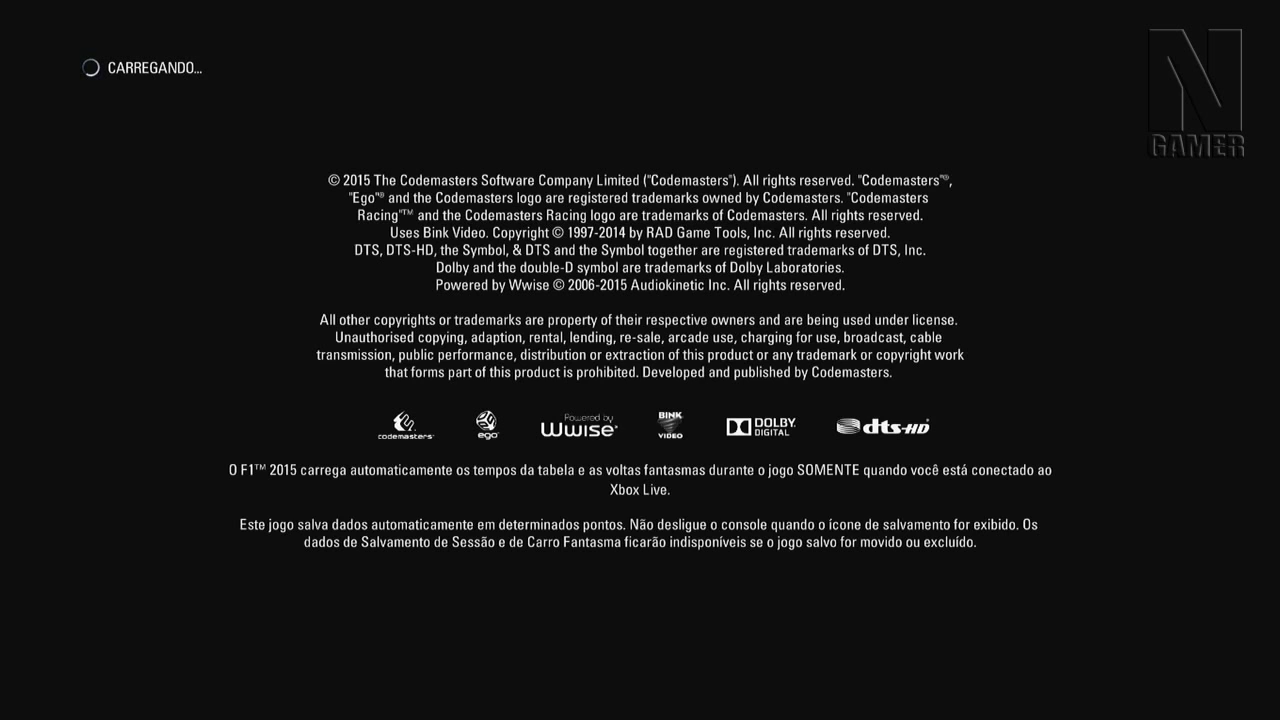 CARREGANDO...
N
GAMER
© 2015 The Codemasters Software Company Limited ("Codemasters"). All rights reserved. "Codemasters"®,
"Ego"® and the Codemasters logo are registered trademarks owned by Codemasters. "Codemasters
Racing"™ and the Codemasters Racing logo are trademarks of Codemasters. All rights reserved.
Uses Bink Video. Copyright © 1997-2014 by RAD Game Tools, Inc. All rights reserved.
DTS, DTS-HD, the Symbol, & DTS and the Symbol together are registered trademarks of DTS, Inc.
Dolby and the double-D symbol are trademarks of Dolby Laboratories.
Powered by Wwise © 2006-2015 Audiokinetic Inc. All rights reserved.
All other copyrights or trademarks are property of their respective owners and are being used under license.
Unauthorised copying, adaption, rental, lending, re-sale, arcade use, charging for use, broadcast, cable
transmission, public performance, distribution or extraction of this product or any trademark or copyright work
that forms part of this product is prohibited. Developed and published by Codemasters.
codemasters
ego
Powered by
Wwise
BINK
VIDEO
DOLBY
DIGITAL
dts-HD
O F1™ 2015 carrega automaticamente os tempos da tabela e as voltas fantasmas durante o jogo SOMENTE quando você está conectado ao
Xbox Live.
Este jogo salva dados automaticamente em determinados pontos. Não desligue o console quando o ícone de salvamento for exibido. Os
dados de Salvamento de Sessão e de Carro Fantasma ficarão indisponíveis se o jogo salvo for movido ou excluído.